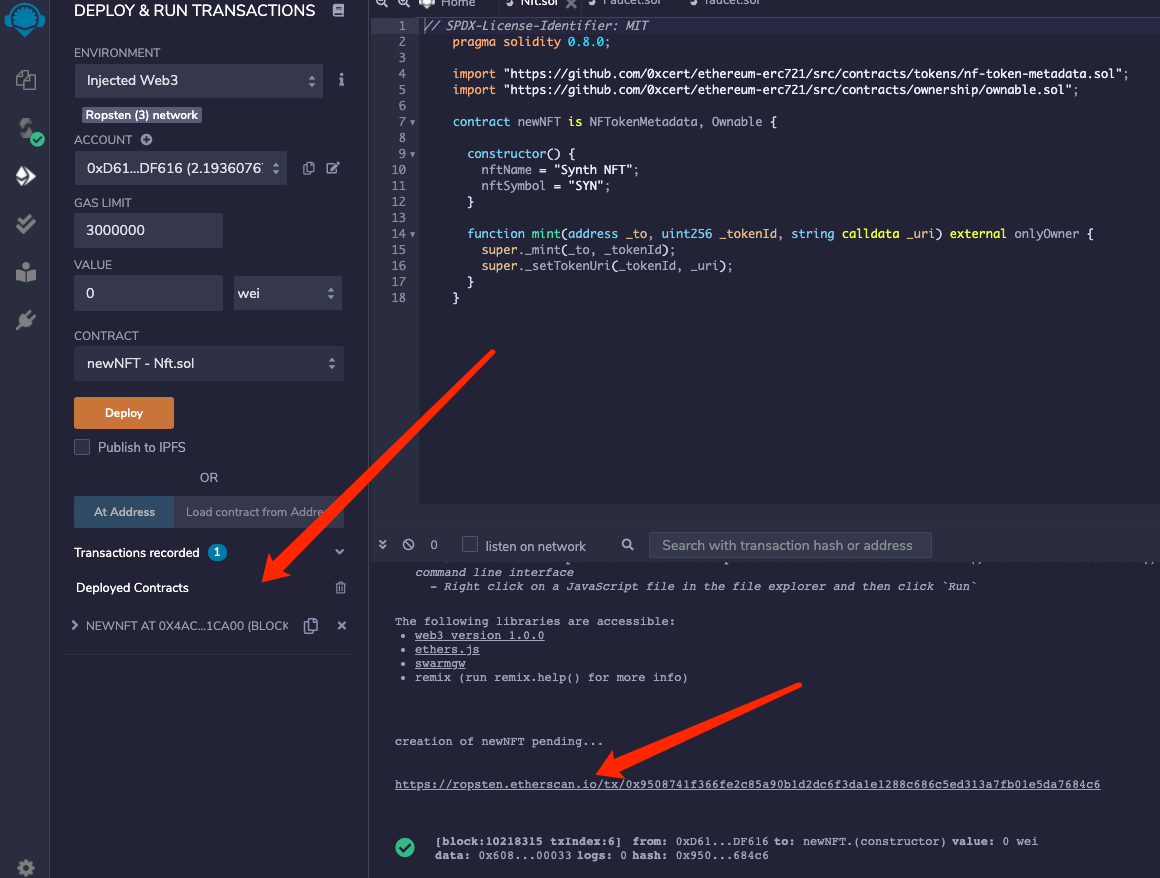 DEPLOY & RUN TRANSACTIONS
ENVIRONMENT
Injected Web3
Ropsten (3) network
ACCOUNT
0xD61...DF616 (2.1936076
GAS LIMIT
3000000
VALUE
0
wei
CONTRACT
newNFT - Nft.sol
Deploy
Publish to IPFS
OR
At Address
Load contract from Addre
Transactions recorded 1
Deployed Contracts
NEWNFT AT 0X4AC...1CA00 (BLOCK
Home
Nft.sol
Faucet.sol
faucet.sol
1 // SPDX-License-Identifier: MIT
2 pragma solidity 0.8.0;
3
4 import "https://github.com/0xcert/ethereum-erc721/src/contracts/tokens/nf-token-metadata.sol";
5 import "https://github.com/0xcert/ethereum-erc721/src/contracts/ownership/ownable.sol";
6
7 contract newNFT is NFTokenMetadata, Ownable {
8
9 constructor() {
10 nftName = "Synth NFT";
11 nftSymbol = "SYN";
12 }
13
14 function mint(address _to, uint256 _tokenId, string calldata _uri) external onlyOwner {
15 super._mint(_to, _tokenId);
16 super._setTokenUri(_tokenId, _uri);
17 }
18 }
0
listen on network
Search with transaction hash or address
command line interface
- Right click on a JavaScript file in the file explorer and then click `Run`
The following libraries are accessible:
• web3 version 1.0.0
• ethers.js
• swarmgw
• remix (run remix.help() for more info)
creation of newNFT pending...
https://ropsten.etherscan.io/tx/0x9508741f366fe2c85a90b1d2dc6f3da1e1288c686c5ed313a7fb01e5da7684c6
[block:10218315 txIndex:6] from: 0xD61...DF616 to: newNFT.(constructor) value: 0 wei
data: 0x608...00033 logs: 0 hash: 0x950...684c6